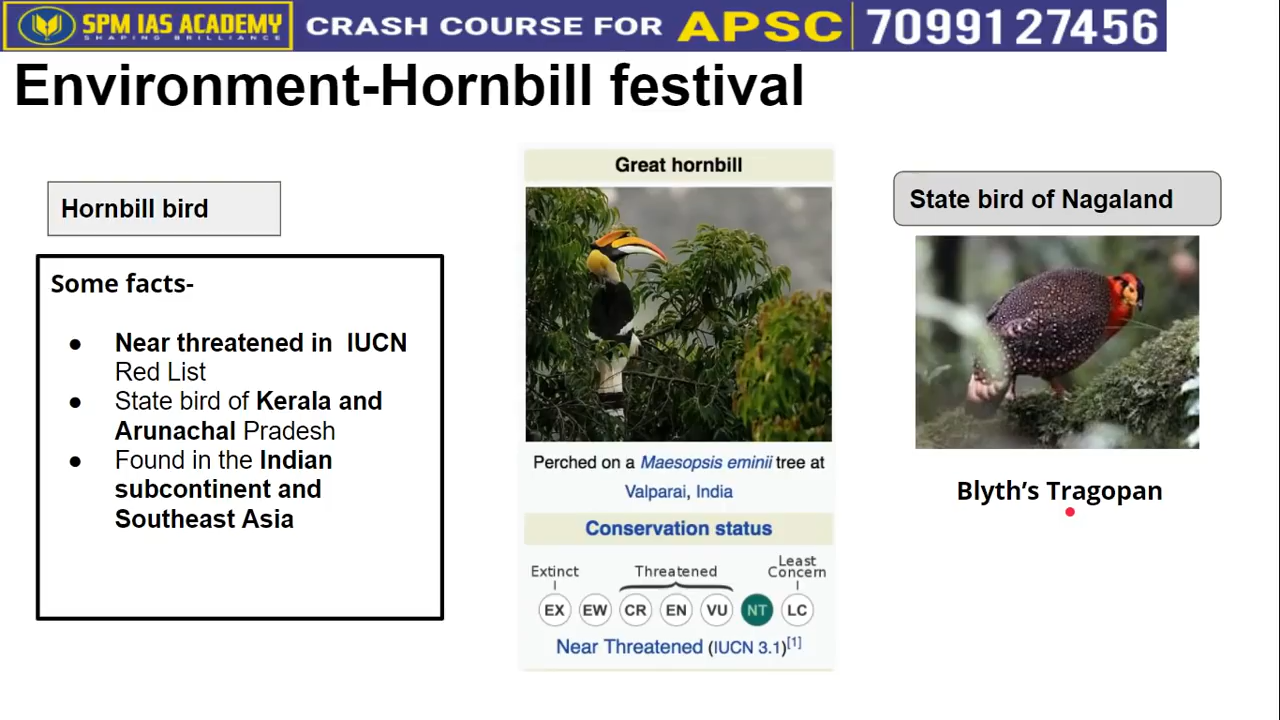 SPM IAS ACADEMY
SHAPING BRILLIANCE
CRASH COURSE FOR APSC 70991 27456
Environment-Hornbill festival
Hornbill bird
Some facts-
● Near threatened in IUCN
Red List
● State bird of Kerala and
Arunachal Pradesh
● Found in the Indian
subcontinent and
Southeast Asia
Great hornbill
Perched on a Maesopsis eminii tree at
Valparai, India
Conservation status
Extinct
Threatened
Least
Concern
EX EW CR EN VU NT LC
Near Threatened (IUCN 3.1)[1]
State bird of Nagaland
Blyth’s Tragopan